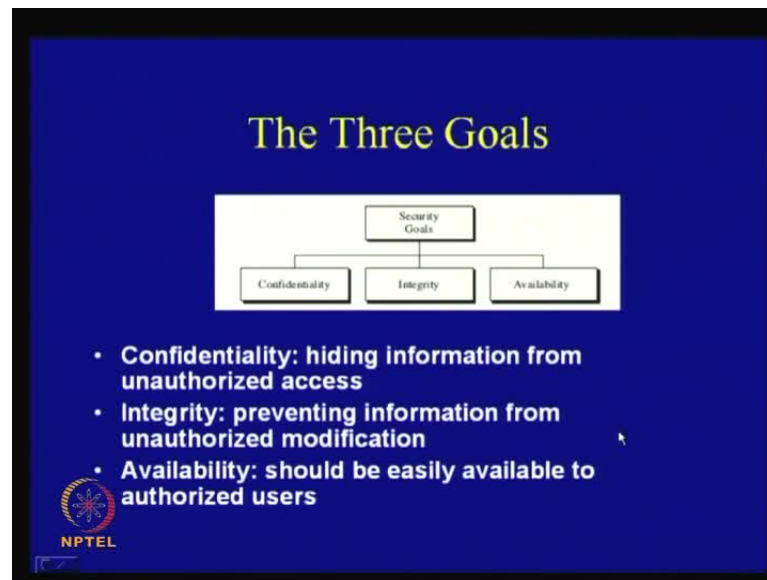 The Three Goals
Security
Goals
Confidentiality
Integrity
Availability
• Confidentiality: hiding information from
unauthorized access
• Integrity: preventing information from
unauthorized modification
• Availability: should be easily available to
authorized users
NPTEL